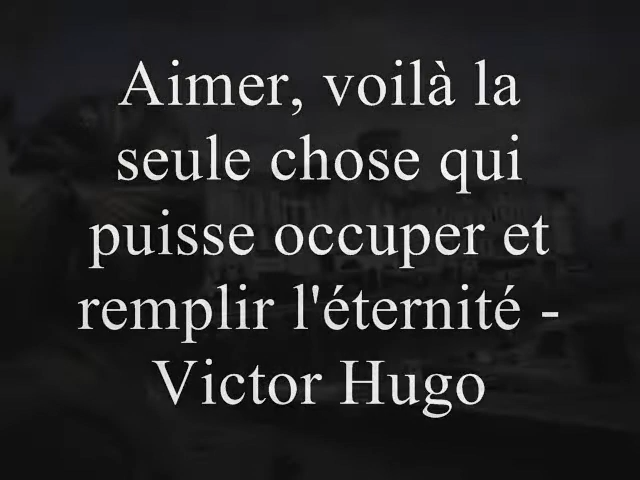 Aimer, voilà la
seule chose qui
puisse occuper et
remplir l'éternité -
Victor Hugo